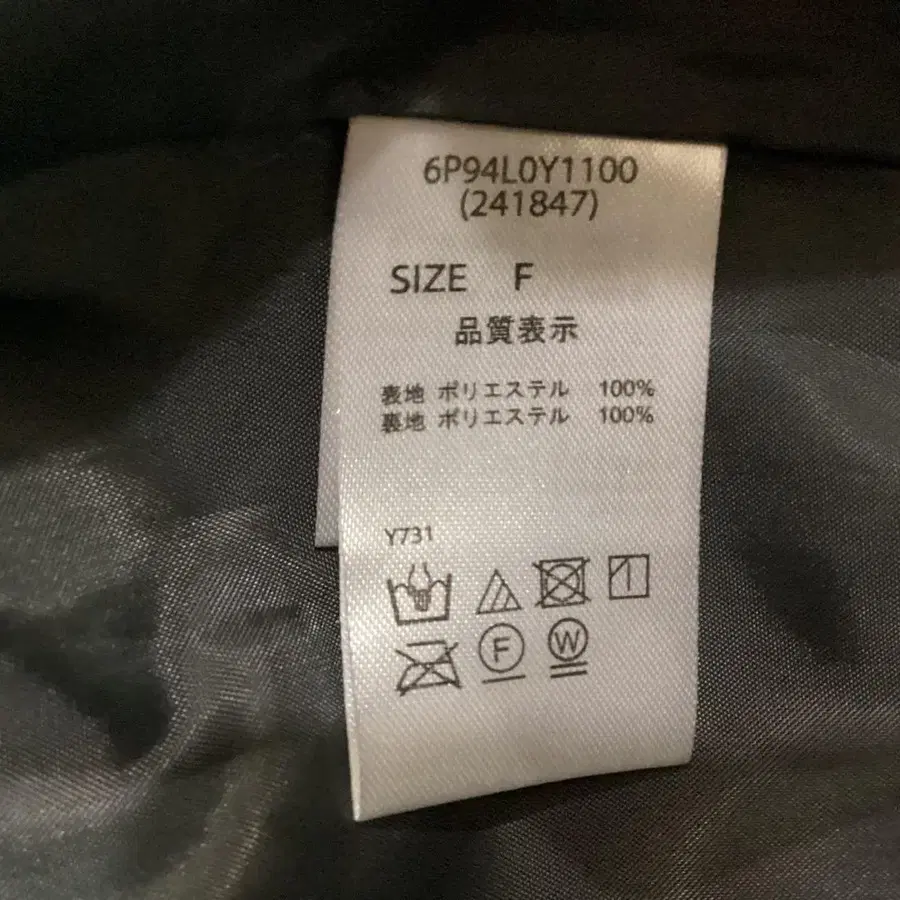 6P94L0Y1100
(241847)
SIZE F
品質表示
表地 ポリエステル 100%
裏地 ポリエステル 100%
Y731
F W